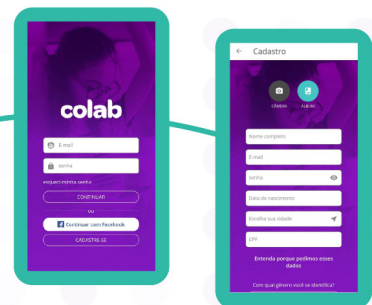 colab
E-mail
senha
esqueci minha senha
CONTINUAR
OU
Continuar com Facebook
CADASTRE-SE
Cadastro
CÂMERA
ÁLBUM
Nome completo
E-mail
senha
Data de nascimento
Escolha sua cidade
CPF
Entenda porque pedimos esses
dados
Com qual gênero você se identifica?